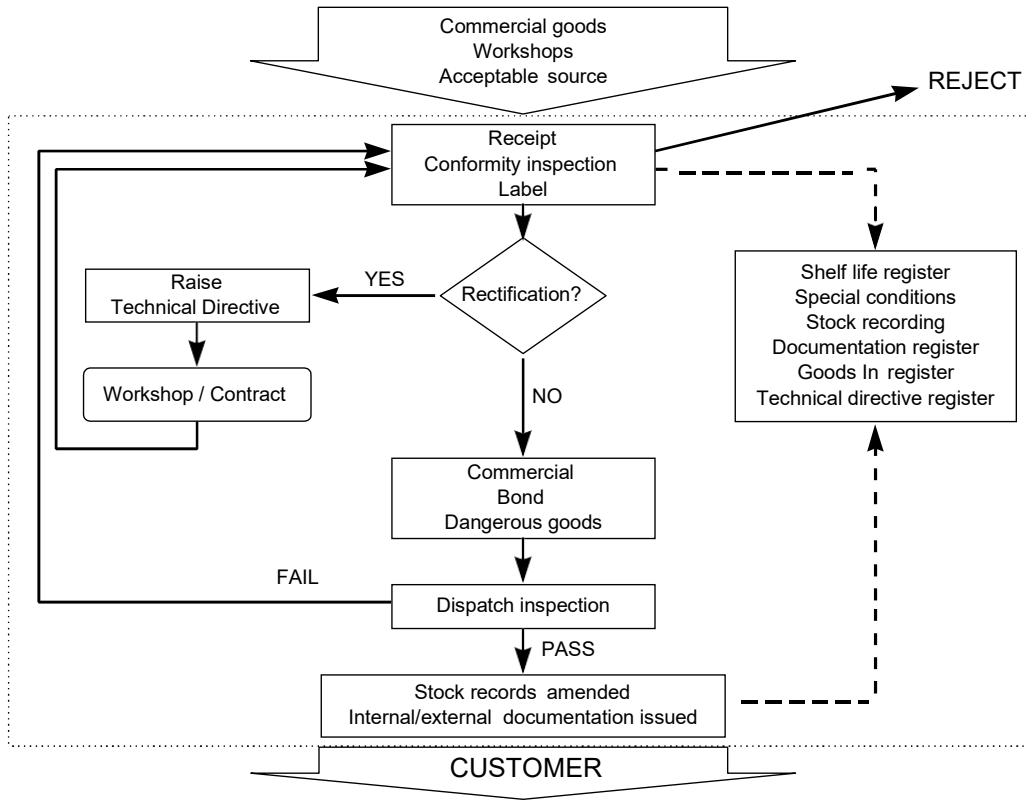 Commercial goods
Workshops
Acceptable source
REJECT
Receipt
Conformity inspection
Label
Rectification?
YES
Raise
Technical Directive
Workshop / Contract
NO
Shelf life register
Special conditions
Stock recording
Documentation register
Goods In register
Technical directive register
Commercial
Bond
Dangerous goods
FAIL
Dispatch inspection
PASS
Stock records amended
Internal/external documentation issued
CUSTOMER